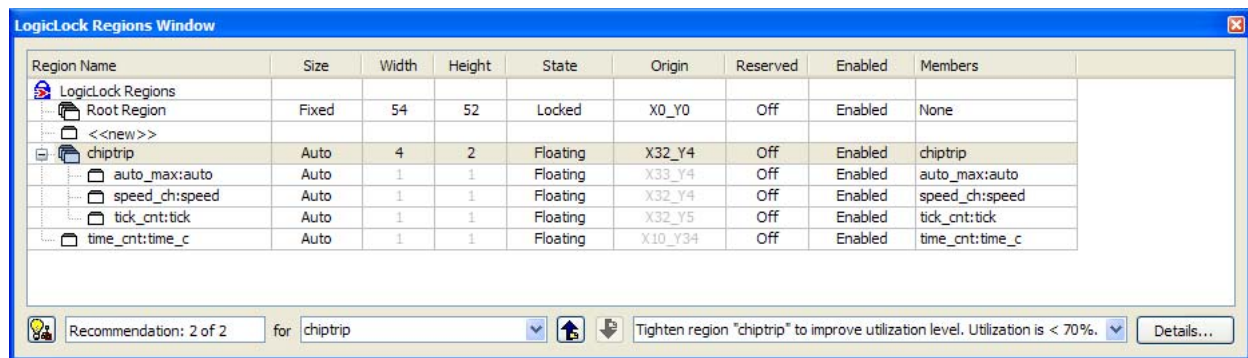 LogicLock Regions Window
Region Name Size Width Height State Origin Reserved Enabled Members
LogicLock Regions
Root Region Fixed 54 52 Locked X0_Y0 Off Enabled None
<<new>>
chiptrip Auto 4 2 Floating X32_Y4 Off Enabled chiptrip
auto_max:auto Auto 1 1 Floating X33_Y4 Off Enabled auto_max:auto
speed_ch:speed Auto 1 1 Floating X32_Y4 Off Enabled speed_ch:speed
tick_cnt:tick Auto 1 1 Floating X32_Y5 Off Enabled tick_cnt:tick
time_cnt:time_c Auto 1 1 Floating X10_Y34 Off Enabled time_cnt:time_c
Recommendation: 2 of 2 for chiptrip Tighten region "chiptrip" to improve utilization level. Utilization is < 70%. Details...